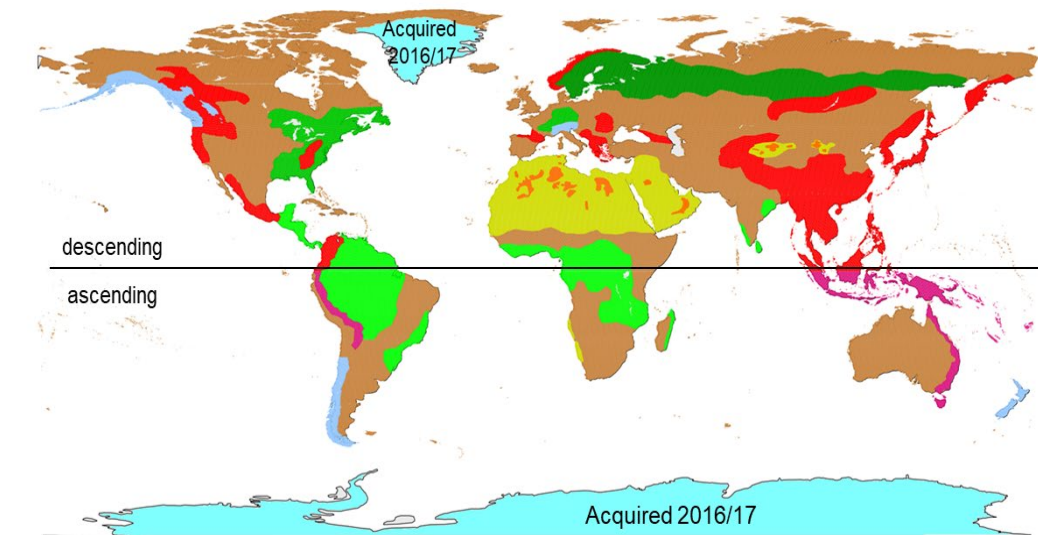 Acquired
2016/17
descending
ascending
Acquired 2016/17